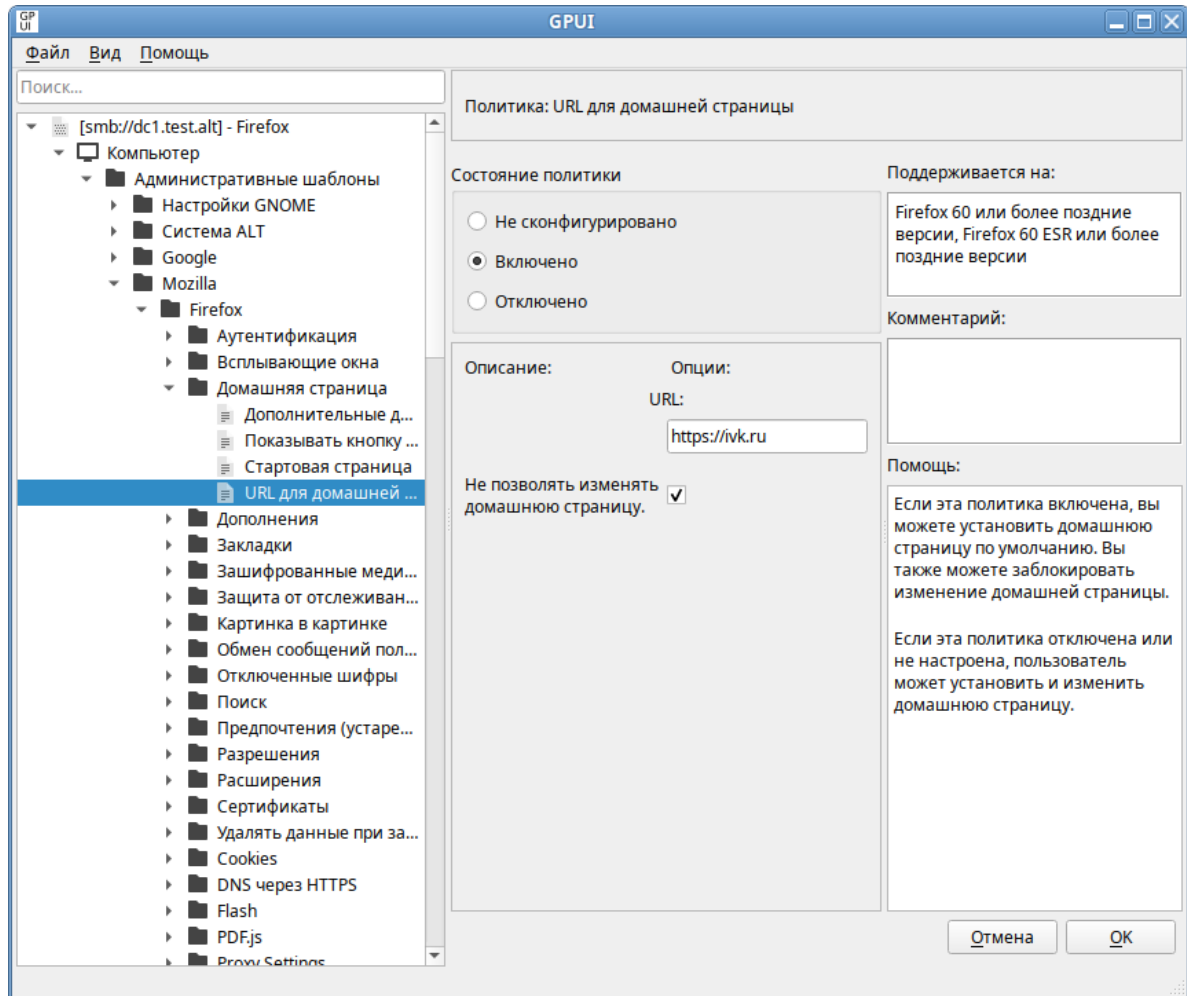 GPUI
GPUI
Файл Вид Помощь
Поиск...
[smb://dc1.test.alt] - Firefox
Компьютер
Административные шаблоны
Настройки GNOME
Система ALT
Google
Mozilla
Firefox
Аутентификация
Всплывающие окна
Домашняя страница
Дополнительные д...
Показывать кнопку ...
Стартовая страница
URL для домашней ...
Дополнения
Закладки
Зашифрованные меди...
Защита от отслеживан...
Картинка в картинке
Обмен сообщений пол...
Отключенные шифры
Поиск
Предпочтения (устаре...
Разрешения
Расширения
Сертификаты
Удалять данные при за...
Cookies
DNS через HTTPS
Flash
PDF.js
Proxy Settings
Политика: URL для домашней страницы
Состояние политики
Не сконфигурировано
Включено
Отключено
Описание: Опции:
URL:
https://ivk.ru
Не позволять изменять
домашнюю страницу.
Поддерживается на:
Firefox 60 или более поздние
версии, Firefox 60 ESR или более
поздние версии
Комментарий:
Помощь:
Если эта политика включена, вы
можете установить домашнюю
страницу по умолчанию. Вы
также можете заблокировать
изменение домашней страницы.
Если эта политика отключена или
не настроена, пользователь
может установить и изменить
домашнюю страницу.
Отмена OK